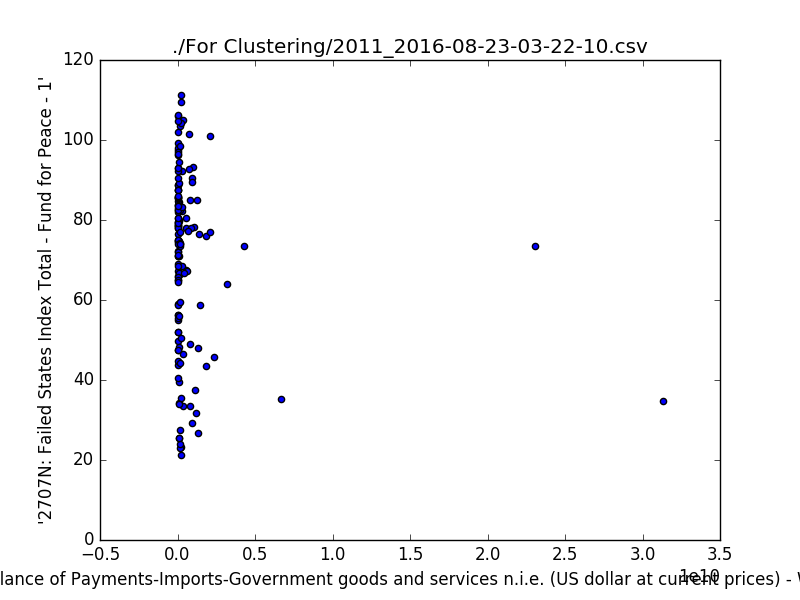 ./For Clustering/2011_2016-08-23-03-22-10.csv
'2707N: Failed States Index Total - Fund for Peace - 1'
120
100
80
60
40
20
0
−0.5 0.0 0.5 1.0 1.5 2.0 2.5 3.0 3.5
1e10
lance of Payments-Imports-Government goods and services n.i.e. (US dollar at current prices) -